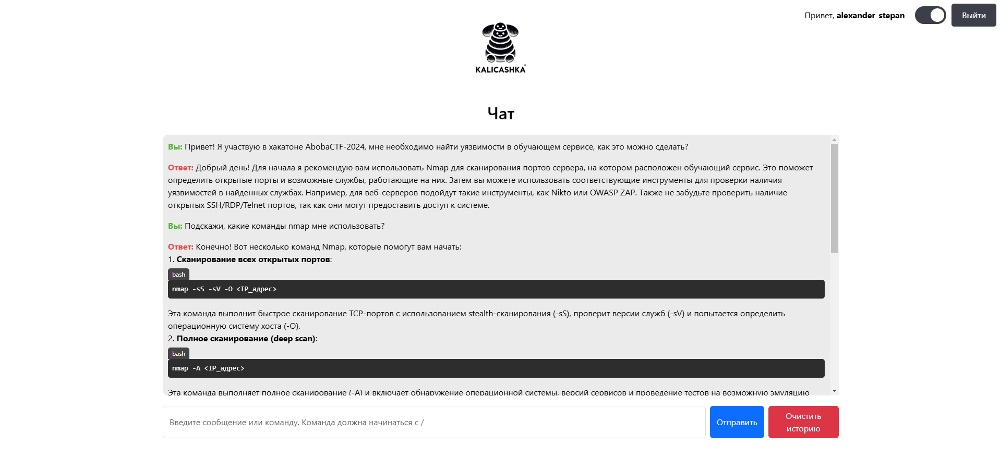 Привет, alexander_stepan
Выйти
KALICASHKA
Чат
Вы: Привет! Я участвую в хакатоне AbobaCTF-2024, мне необходимо найти уязвимости в обучающем сервисе, как это можно сделать?
Ответ: Добрый день! Для начала я рекомендую вам использовать Nmap для сканирования портов сервера, на котором расположен обучающий сервис. Это поможет
определить открытые порты и возможные службы, работающие на них. Затем вы можете использовать соответствующие инструменты для проверки наличия
уязвимостей в найденных службах. Например, для веб-серверов подойдут такие инструменты, как Nikto или OWASP ZAP. Также не забудьте проверить наличие
открытых SSH/RDP/Telnet портов, так как они могут предоставить доступ к системе.
Вы: Подскажи, какие команды nmap мне использовать?
Ответ: Конечно! Вот несколько команд Nmap, которые помогут вам начать:
1. Сканирование всех открытых портов:
bash
nmap -sS -sV -O <IP_адрес>
Эта команда выполнит быстрое сканирование TCP-портов с использованием stealth-сканирования (-sS), проверит версии служб (-sV) и попытается определить
операционную систему хоста (-O).
2. Полное сканирование (deep scan):
bash
nmap -A <IP_адрес>
Эта команда выполняет полное сканирование (-A) и включает обнаружение операционной системы, версий сервисов и проведение тестов на возможную эмуляцию
Введите сообщение или команду. Команда должна начинаться с /
Отправить
Очистить
историю